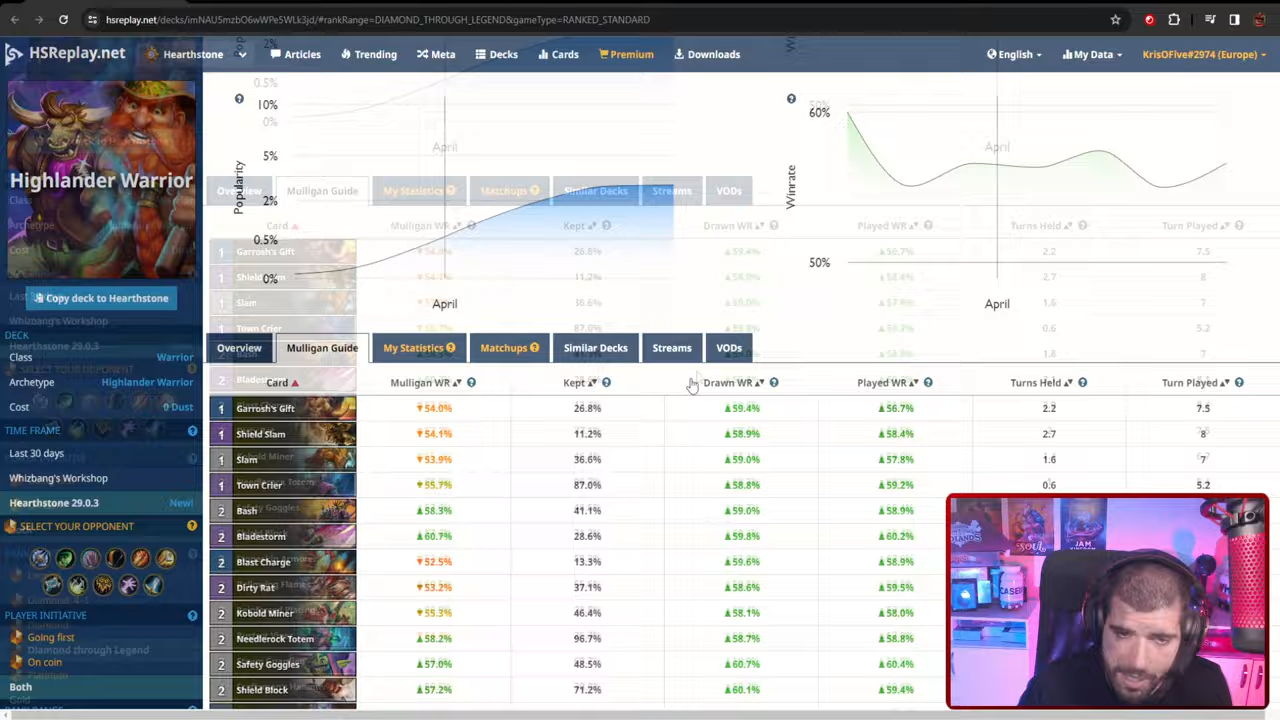 hsreplay.net/decks/imNAU5mzbO6wWPe5WLk3jd/#rankRange=DIAMOND_THROUGH_LEGEND&gameType=RANKED_STANDARD
HSReplay.net Hearthstone Articles Trending Meta Decks Cards Premium Downloads English My Data KrisOFive#2974 (Europe)
Highlander Warrior
Copy deck to Hearthstone
DECK
Class Warrior
Archetype Highlander Warrior
Cost 0 Dust
TIME FRAME
Last 30 days
Whizbang's Workshop
Hearthstone 29.0.3 New!
SELECT YOUR OPPONENT
PLAYER INITIATIVE
Going first
On coin
Both
Popularity
10%
5%
2%
0.5%
0%
April
Winrate
60%
50%
April
Overview Mulligan Guide My Statistics Matchups Similar Decks Streams VODs
Card Mulligan WR Kept Drawn WR Played WR Turns Held Turn Played
1 Garrosh's Gift 54.0% 26.8% 59.4% 56.7% 2.2 7.5
1 Shield Slam 54.1% 11.2% 58.9% 58.4% 2.7 8
1 Slam 53.9% 36.6% 59.0% 57.8% 1.6 7
1 Town Crier 55.7% 87.0% 58.8% 59.2% 0.6 5.2
2 Bash 58.3% 41.1% 59.0% 58.9%
2 Bladestorm 60.7% 28.6% 59.8% 60.2%
2 Blast Charge 52.5% 13.3% 59.6% 58.9%
2 Dirty Rat 53.2% 37.1% 58.6% 59.5%
2 Kobold Miner 55.3% 46.4% 58.1% 58.0%
2 Needlerock Totem 58.2% 96.7% 58.7% 58.8%
2 Safety Goggles 57.0% 48.5% 60.7% 60.4%
2 Shield Block 57.2% 71.2% 60.1% 59.4%